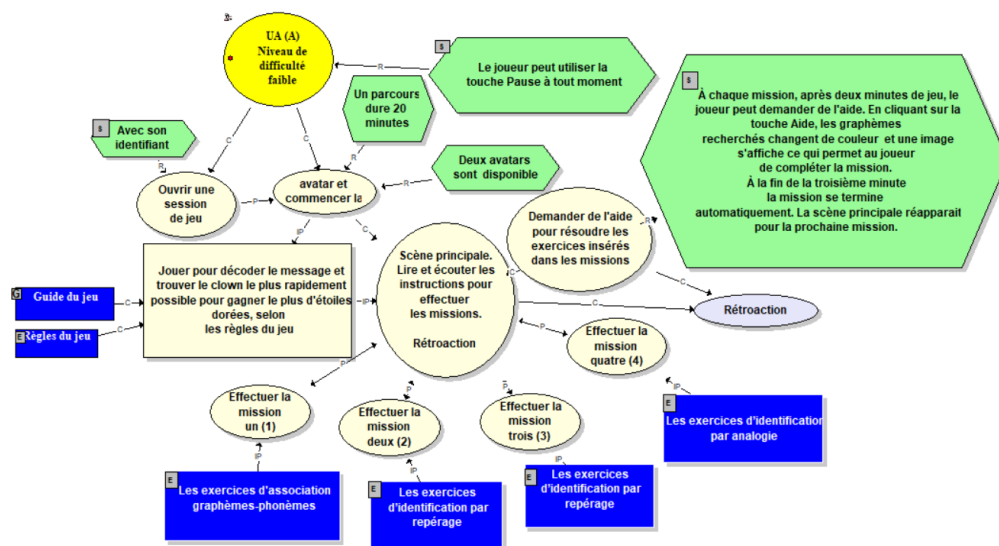 UA (A)
Niveau de
difficulté
faible
$
Le joueur peut utiliser la
touche Pause à tout moment
R
$
À chaque mission, après deux minutes de jeu, le
joueur peut demander de l'aide. En cliquant sur la
touche Aide, les graphèmes
recherchés changent de couleur et une image
s'affiche ce qui permet au joueur
de compléter la mission.
À la fin de la troisième minute
la mission se termine
automatiquement. La scène principale réapparait
pour la prochaine mission.
Un parcours
dure 20
minutes
R
$
Avec son
identifiant
R
C
C
Deux avatars
sont disponible
R
Ouvrir une
session
de jeu
P
avatar et
commencer la
IP
C
Demander de l'aide
pour résoudre les
exercices insérés
dans les missions
R
C
C
Scène principale.
Lire et écouter les
instructions pour
effectuer
les missions.
Rétroaction
Jouer pour décoder le message et
trouver le clown le plus rapidement
possible pour gagner le plus d'étoiles
dorées, selon
les règles du jeu
IP
G
Guide du jeu
C
E
Règles du jeu
C
C
Rétroaction
P
Effectuer la
mission
quatre (4)
P
Effectuer la
mission
un (1)
P
Effectuer la
mission
deux (2)
P
Effectuer la
mission
trois (3)
IP
E
Les exercices d'identification
par analogie
IP
E
Les exercices d'association
graphèmes-phonèmes
IP
E
Les exercices
d'identification par
repérage
IP
E
Les exercices
d'identification par
repérage